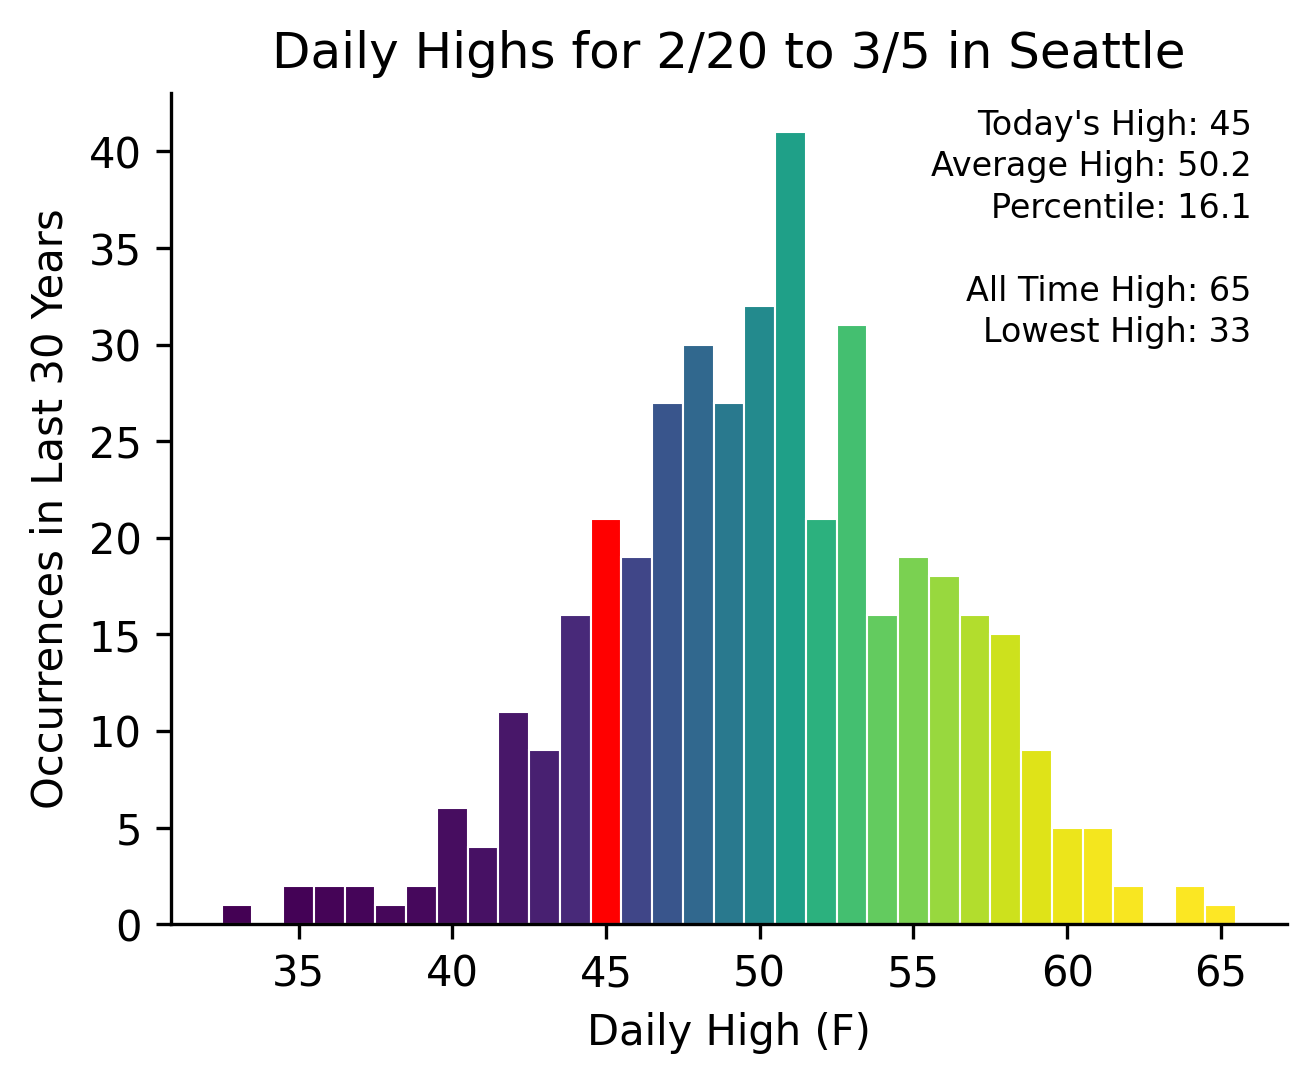 Daily Highs for 2/20 to 3/5 in Seattle
Today's High: 45
Average High: 50.2
Percentile: 16.1
All Time High: 65
Lowest High: 33
Occurrences in Last 30 Years
40
35
30
25
20
15
10
5
0
35 40 45 50 55 60 65
Daily High (F)